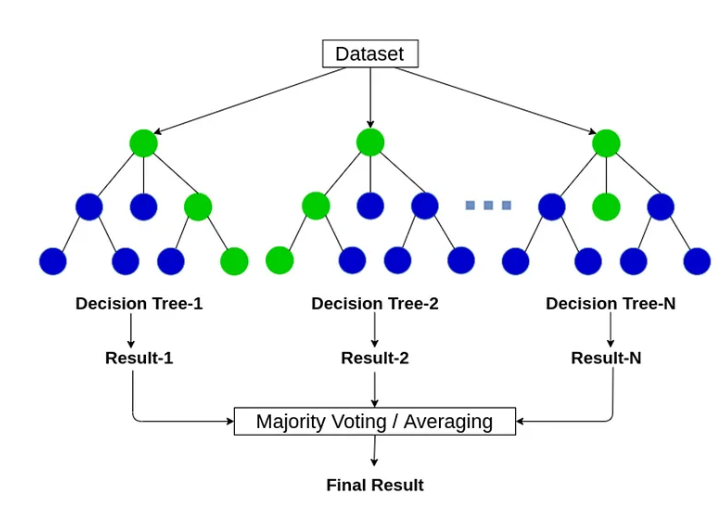 Dataset
Decision Tree-1
Decision Tree-2
Decision Tree-N
Result-1
Result-2
Result-N
Majority Voting / Averaging
Final Result